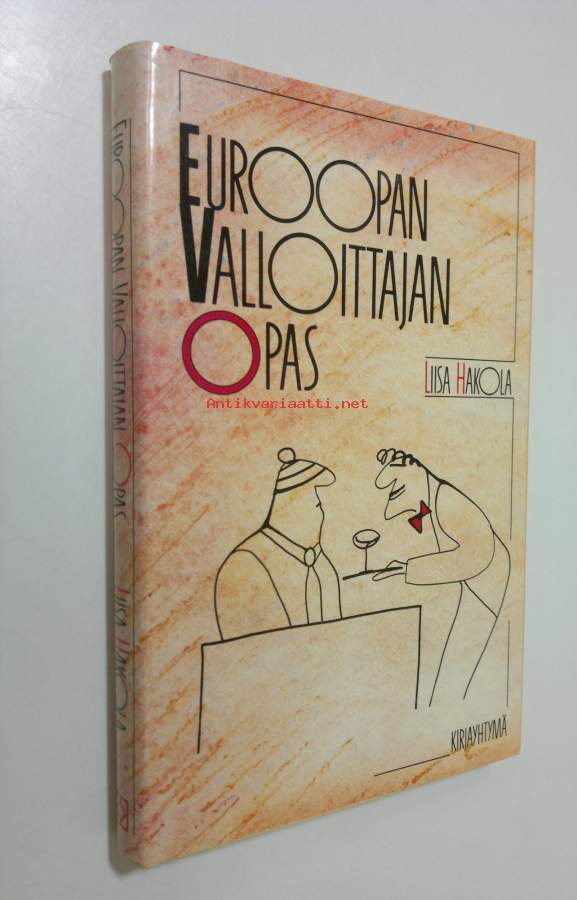 EUROOPAN
VALLOITTAJAN
OPAS
LIISA HAKOLA
Antikvariaatti.net
KIRJAYHTYMÄ
EUROOPAN VALLOITTAJAN OPAS LIISA HAKOLA